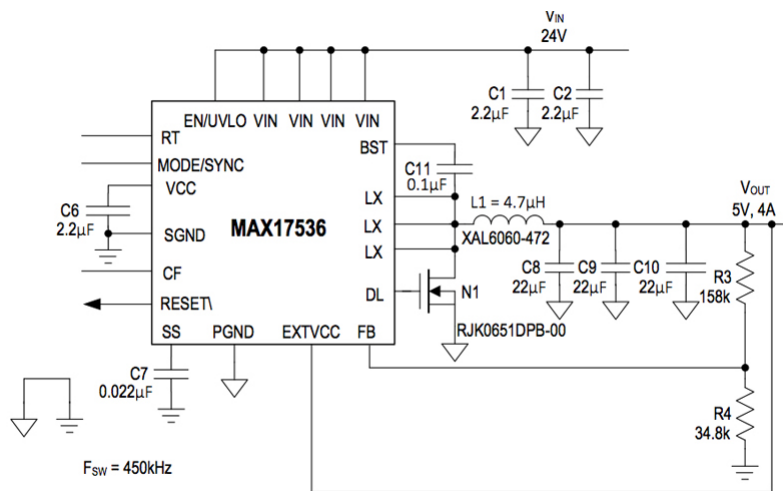 VIN
24V
EN/UVLO VIN VIN VIN VIN
C1
2.2µF
C2
2.2µF
RT
BST
MODE/SYNC
C11
0.1µF
VCC
LX
L1 = 4.7µH
VOUT
5V, 4A
C6
2.2µF
SGND
MAX17536
LX
XAL6060-472
LX
C8
22µF
C9
22µF
C10
22µF
R3
158k
CF
DL
N1
RESET\
RJK0651DPB-00
SS PGND EXTVCC FB
C7
0.022µF
R4
34.8k
FSW = 450kHz